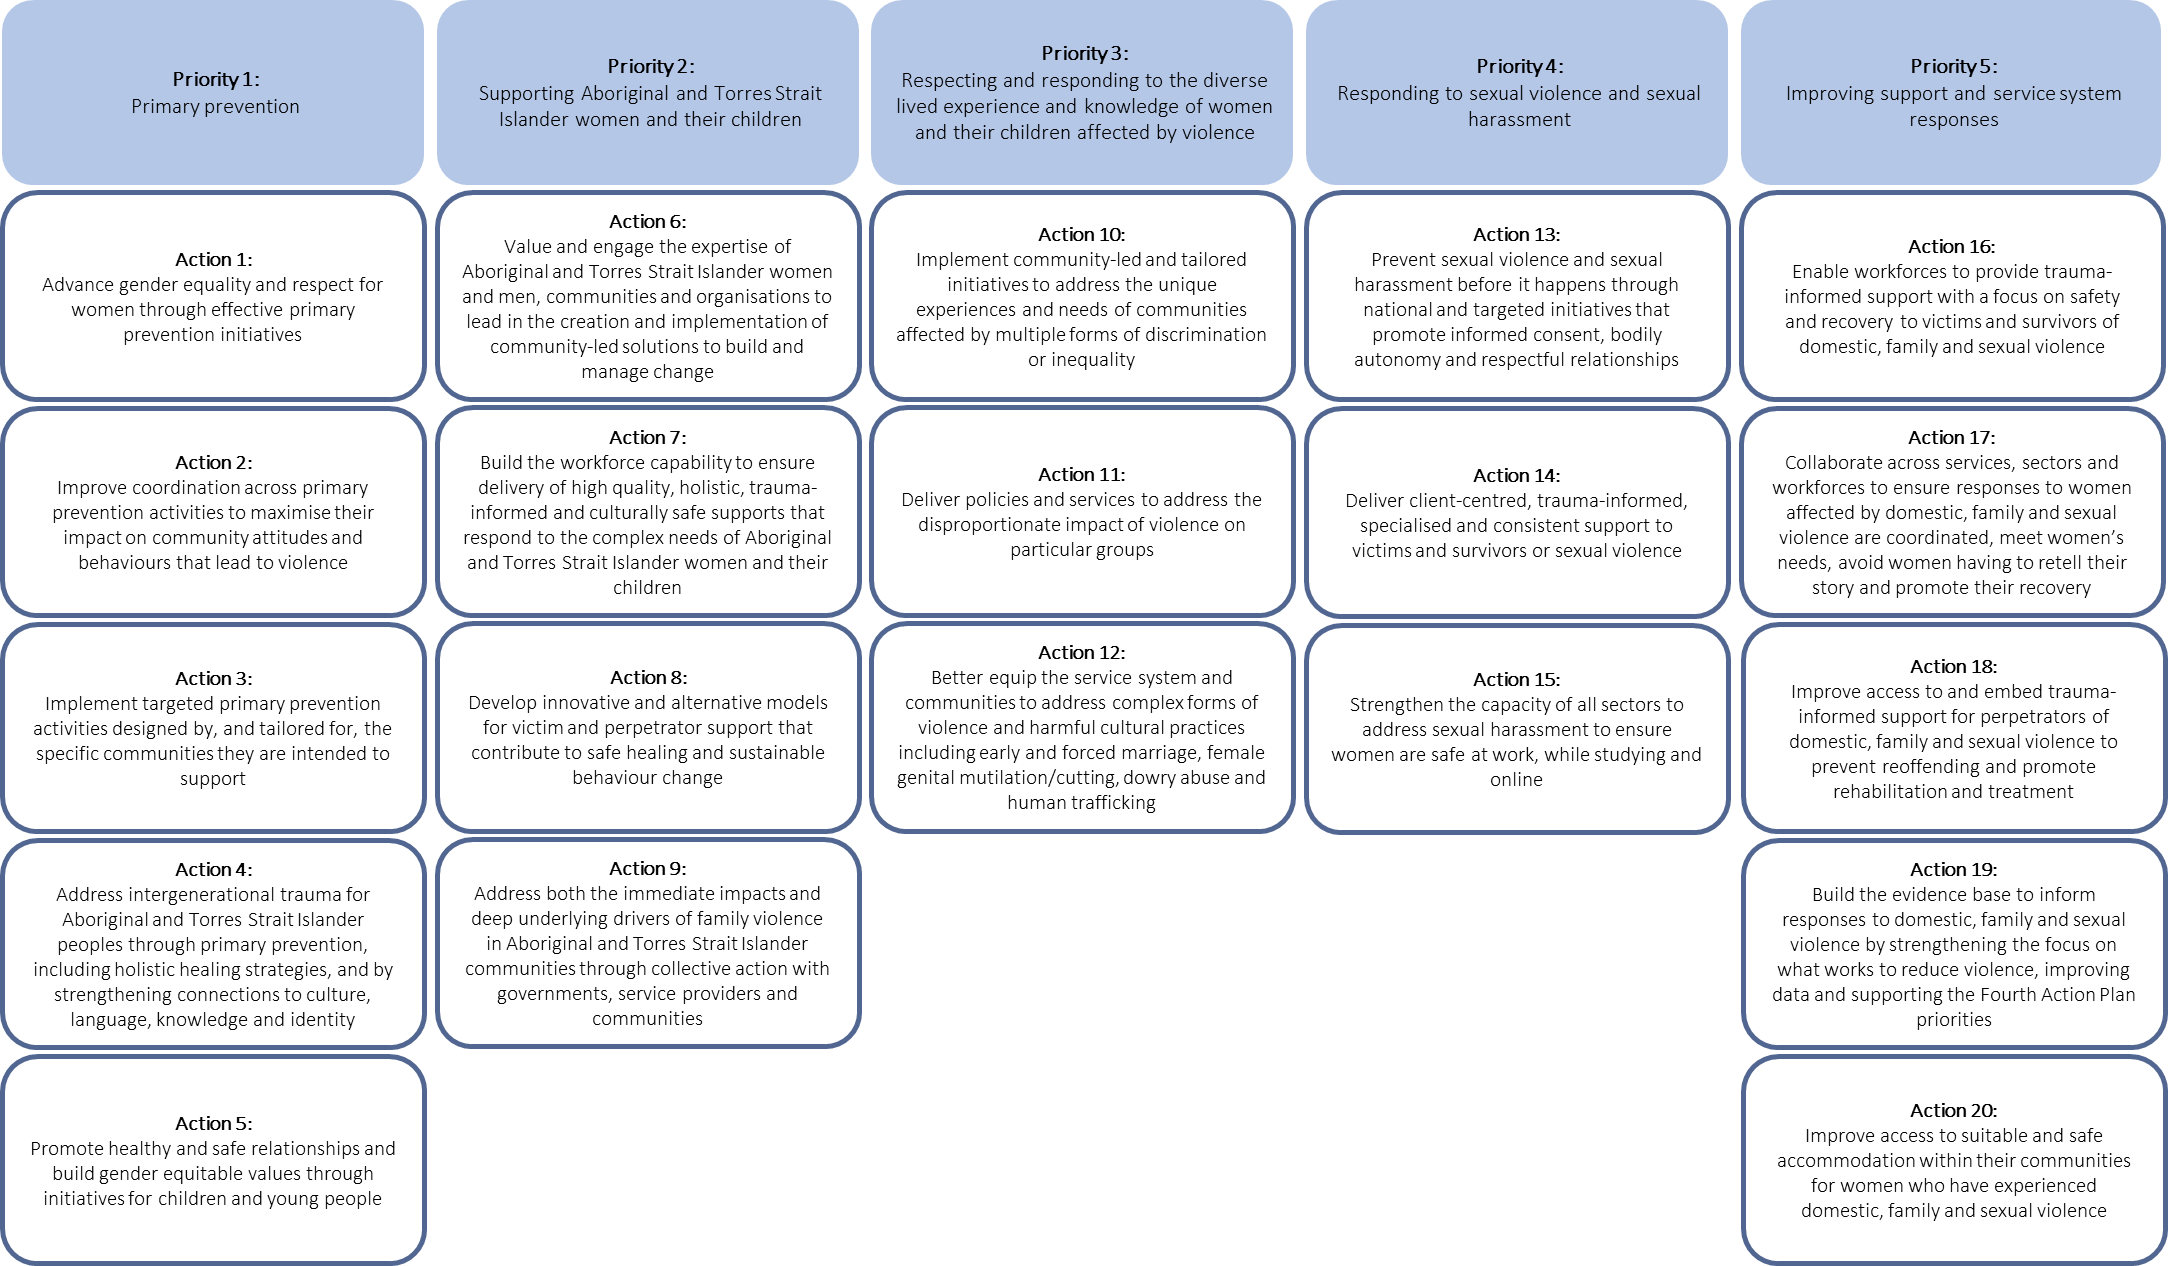 Priority 1:
Primary prevention
Action 1:
Advance gender equality and respect for
women through effective primary
prevention initiatives
Action 2:
Improve coordination across primary
prevention activities to maximise their
impact on community attitudes and
behaviours that lead to violence
Action 3:
Implement targeted primary prevention
activities designed by, and tailored for, the
specific communities they are intended to
support
Action 4:
Address intergenerational trauma for
Aboriginal and Torres Strait Islander
peoples through primary prevention,
including holistic healing strategies, and by
strengthening connections to culture,
language, knowledge and identity
Action 5:
Promote healthy and safe relationships and
build gender equitable values through
initiatives for children and young people
Priority 2:
Supporting Aboriginal and Torres Strait
Islander women and their children
Action 6:
Value and engage the expertise of
Aboriginal and Torres Strait Islander women
and men, communities and organisations to
lead in the creation and implementation of
community-led solutions to build and
manage change
Action 7:
Build the workforce capability to ensure
delivery of high quality, holistic, trauma-
informed and culturally safe supports that
respond to the complex needs of Aboriginal
and Torres Strait Islander women and their
children
Action 8:
Develop innovative and alternative models
for victim and perpetrator support that
contribute to safe healing and sustainable
behaviour change
Action 9:
Address both the immediate impacts and
deep underlying drivers of family violence
in Aboriginal and Torres Strait Islander
communities through collective action with
governments, service providers and
communities
Priority 3:
Respecting and responding to the diverse
lived experience and knowledge of women
and their children affected by violence
Action 10:
Implement community-led and tailored
initiatives to address the unique
experiences and needs of communities
affected by multiple forms of discrimination
or inequality
Action 11:
Deliver policies and services to address the
disproportionate impact of violence on
particular groups
Action 12:
Better equip the service system and
communities to address complex forms of
violence and harmful cultural practices
including early and forced marriage, female
genital mutilation/cutting, dowry abuse and
human trafficking
Priority 4:
Responding to sexual violence and sexual
harassment
Action 13:
Prevent sexual violence and sexual
harassment before it happens through
national and targeted initiatives that
promote informed consent, bodily
autonomy and respectful relationships
Action 14:
Deliver client-centred, trauma-informed,
specialised and consistent support to
victims and survivors or sexual violence
Action 15:
Strengthen the capacity of all sectors to
address sexual harassment to ensure
women are safe at work, while studying and
online
Priority 5:
Improving support and service system
responses
Action 16:
Enable workforces to provide trauma-
informed support with a focus on safety
and recovery to victims and survivors of
domestic, family and sexual violence
Action 17:
Collaborate across services, sectors and
workforces to ensure responses to women
affected by domestic, family and sexual
violence are coordinated, meet women’s
needs, avoid women having to retell their
story and promote their recovery
Action 18:
Improve access to and embed trauma-
informed support for perpetrators of
domestic, family and sexual violence to
prevent reoffending and promote
rehabilitation and treatment
Action 19:
Build the evidence base to inform
responses to domestic, family and sexual
violence by strengthening the focus on
what works to reduce violence, improving
data and supporting the Fourth Action Plan
priorities
Action 20:
Improve access to suitable and safe
accommodation within their communities
for women who have experienced
domestic, family and sexual violence